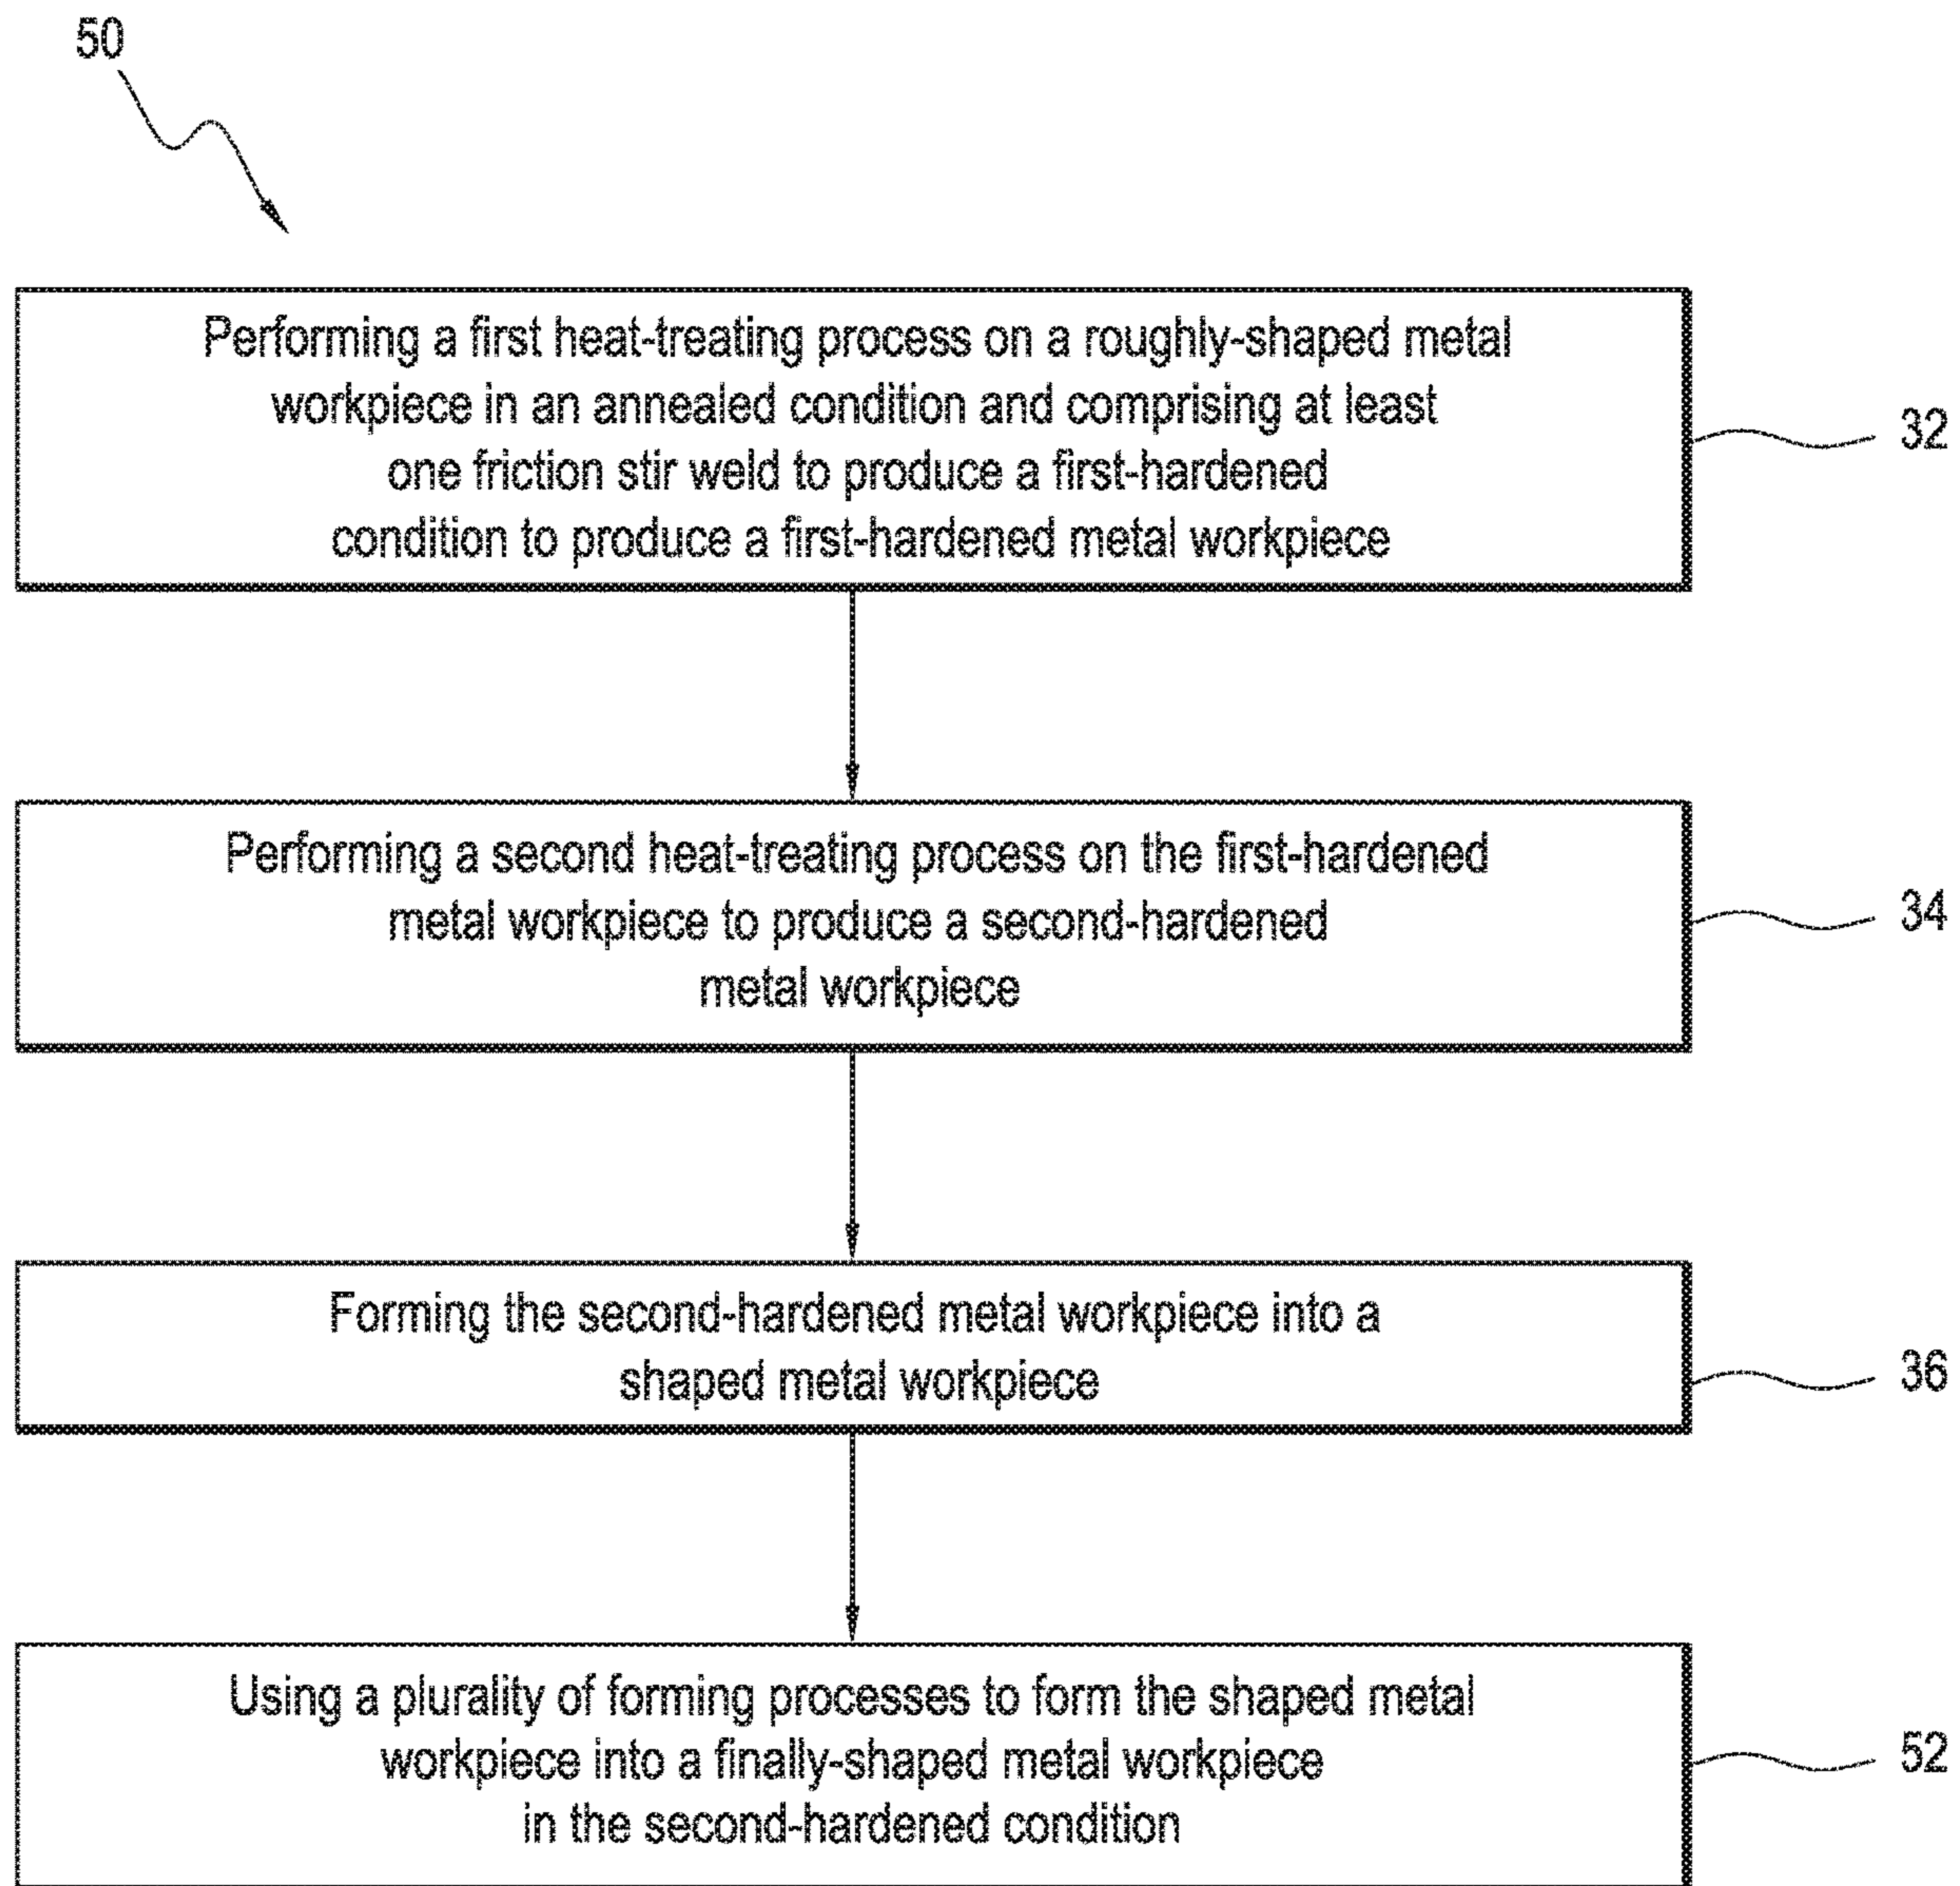 50
Performing a first heat-treating process on a roughly-shaped metal
workpiece in an annealed condition and comprising at least
one friction stir weld to produce a first-hardened
condition to produce a first-hardened metal workpiece
32
Performing a second heat-treating process on the first-hardened
metal workpiece to produce a second-hardened
metal workpiece
34
Forming the second-hardened metal workpiece into a
shaped metal workpiece
36
Using a plurality of forming processes to form the shaped metal
workpiece into a finally-shaped metal workpiece
in the second-hardened condition
52